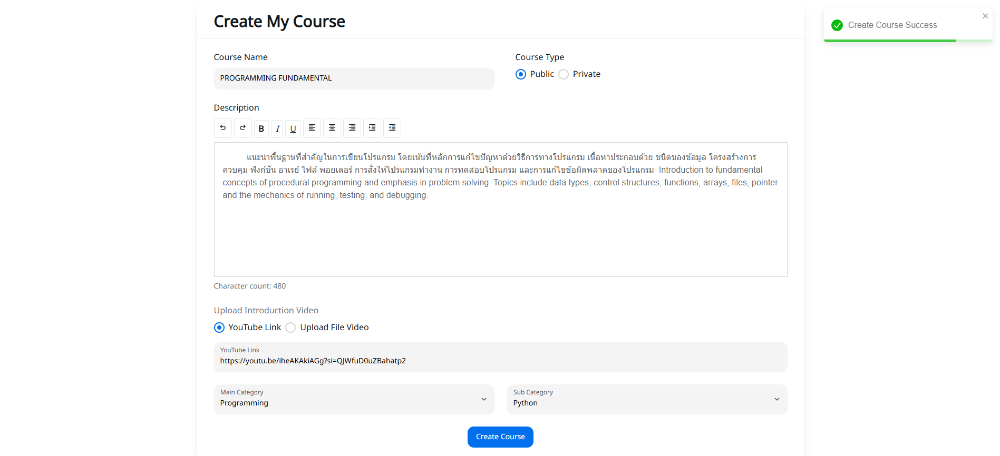 Create My Course
Create Course Success
Course Name
Course Type
PROGRAMMING FUNDAMENTAL
Public
Private
Description
B I U
แนะนำพื้นฐานที่สำคัญในการเขียนโปรแกรม โดยเน้นที่หลักการแก้ไขปัญหาด้วยวิธีการทางโปรแกรม เนื้อหาประกอบด้วย ชนิดของข้อมูล โครงสร้างการ
ควบคุม ฟังก์ชัน อาเรย์ ไฟล์ พอยเตอร์ การสั่งให้โปรแกรมทำงาน การทดสอบโปรแกรม และการแก้ไขข้อผิดพลาดของโปรแกรม Introduction to fundamental
concepts of procedural programming and emphasis in problem solving. Topics include data types, control structures, functions, arrays, files, pointer
and the mechanics of running, testing, and debugging.
Character count: 480
Upload Introduction Video
YouTube Link
Upload File Video
YouTube Link
https://youtu.be/iheAKAkiAGg?si=QJWfuD0uZBahatp2
Main Category
Programming
Sub Category
Python
Create Course